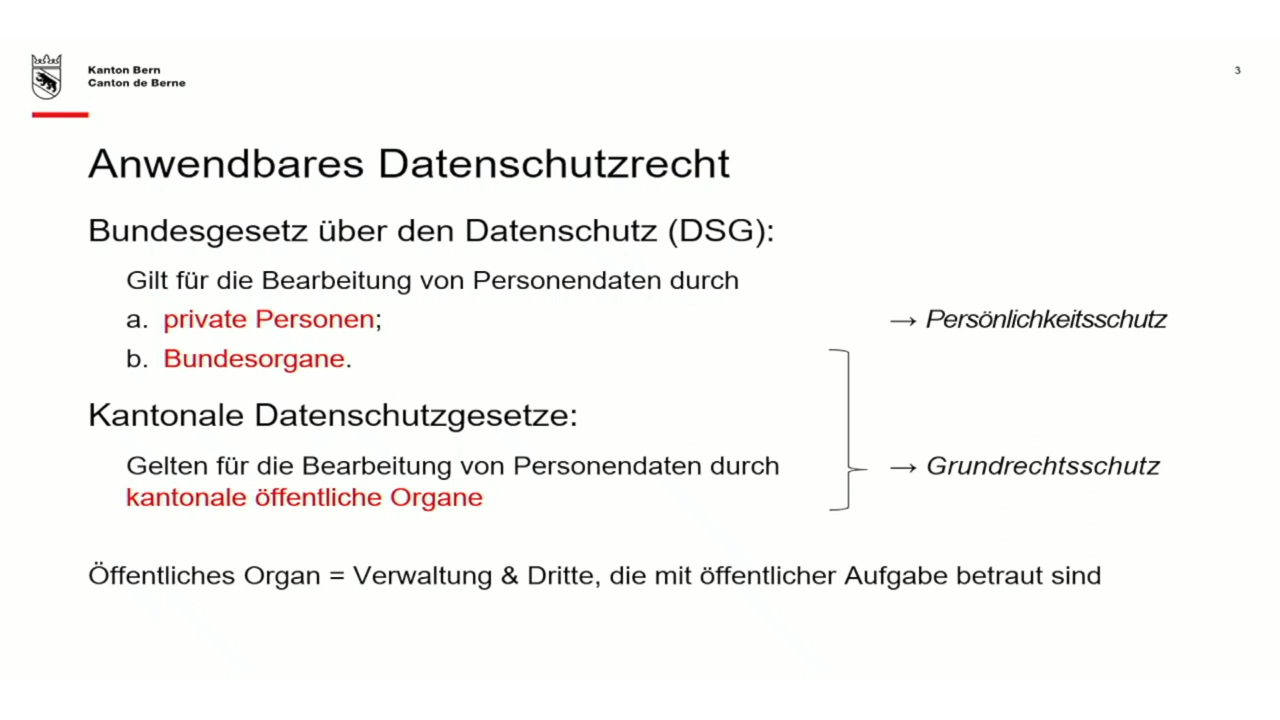 Kanton Bern
Canton de Berne
3
Anwendbares Datenschutzrecht
Bundesgesetz über den Datenschutz (DSG):
Gilt für die Bearbeitung von Personendaten durch
a. private Personen;
→ Persönlichkeitsschutz
b. Bundesorgane.
Kantonale Datenschutzgesetze:
Gelten für die Bearbeitung von Personendaten durch
→ Grundrechtsschutz
kantonale öffentliche Organe
Öffentliches Organ = Verwaltung & Dritte, die mit öffentlicher Aufgabe betraut sind